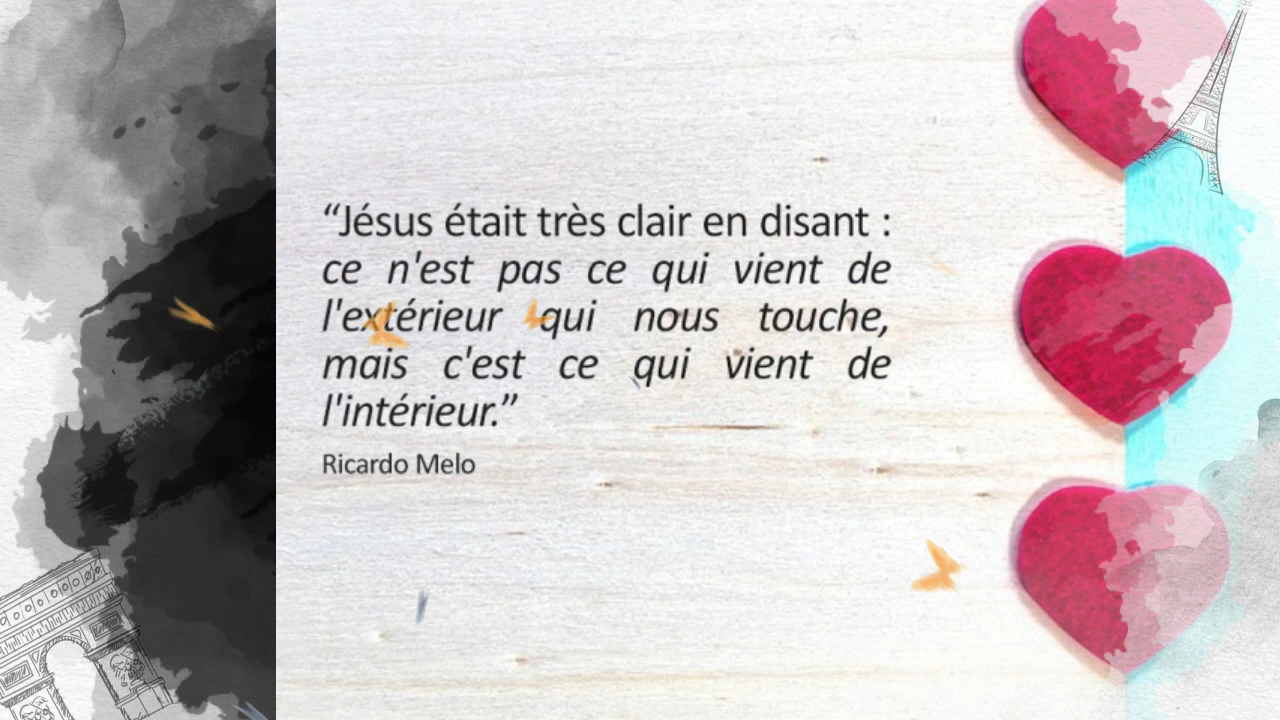 “Jésus était très clair en disant :
ce n'est pas ce qui vient de
l'extérieur qui nous touche,
mais c'est ce qui vient de
l'intérieur.”
Ricardo Melo